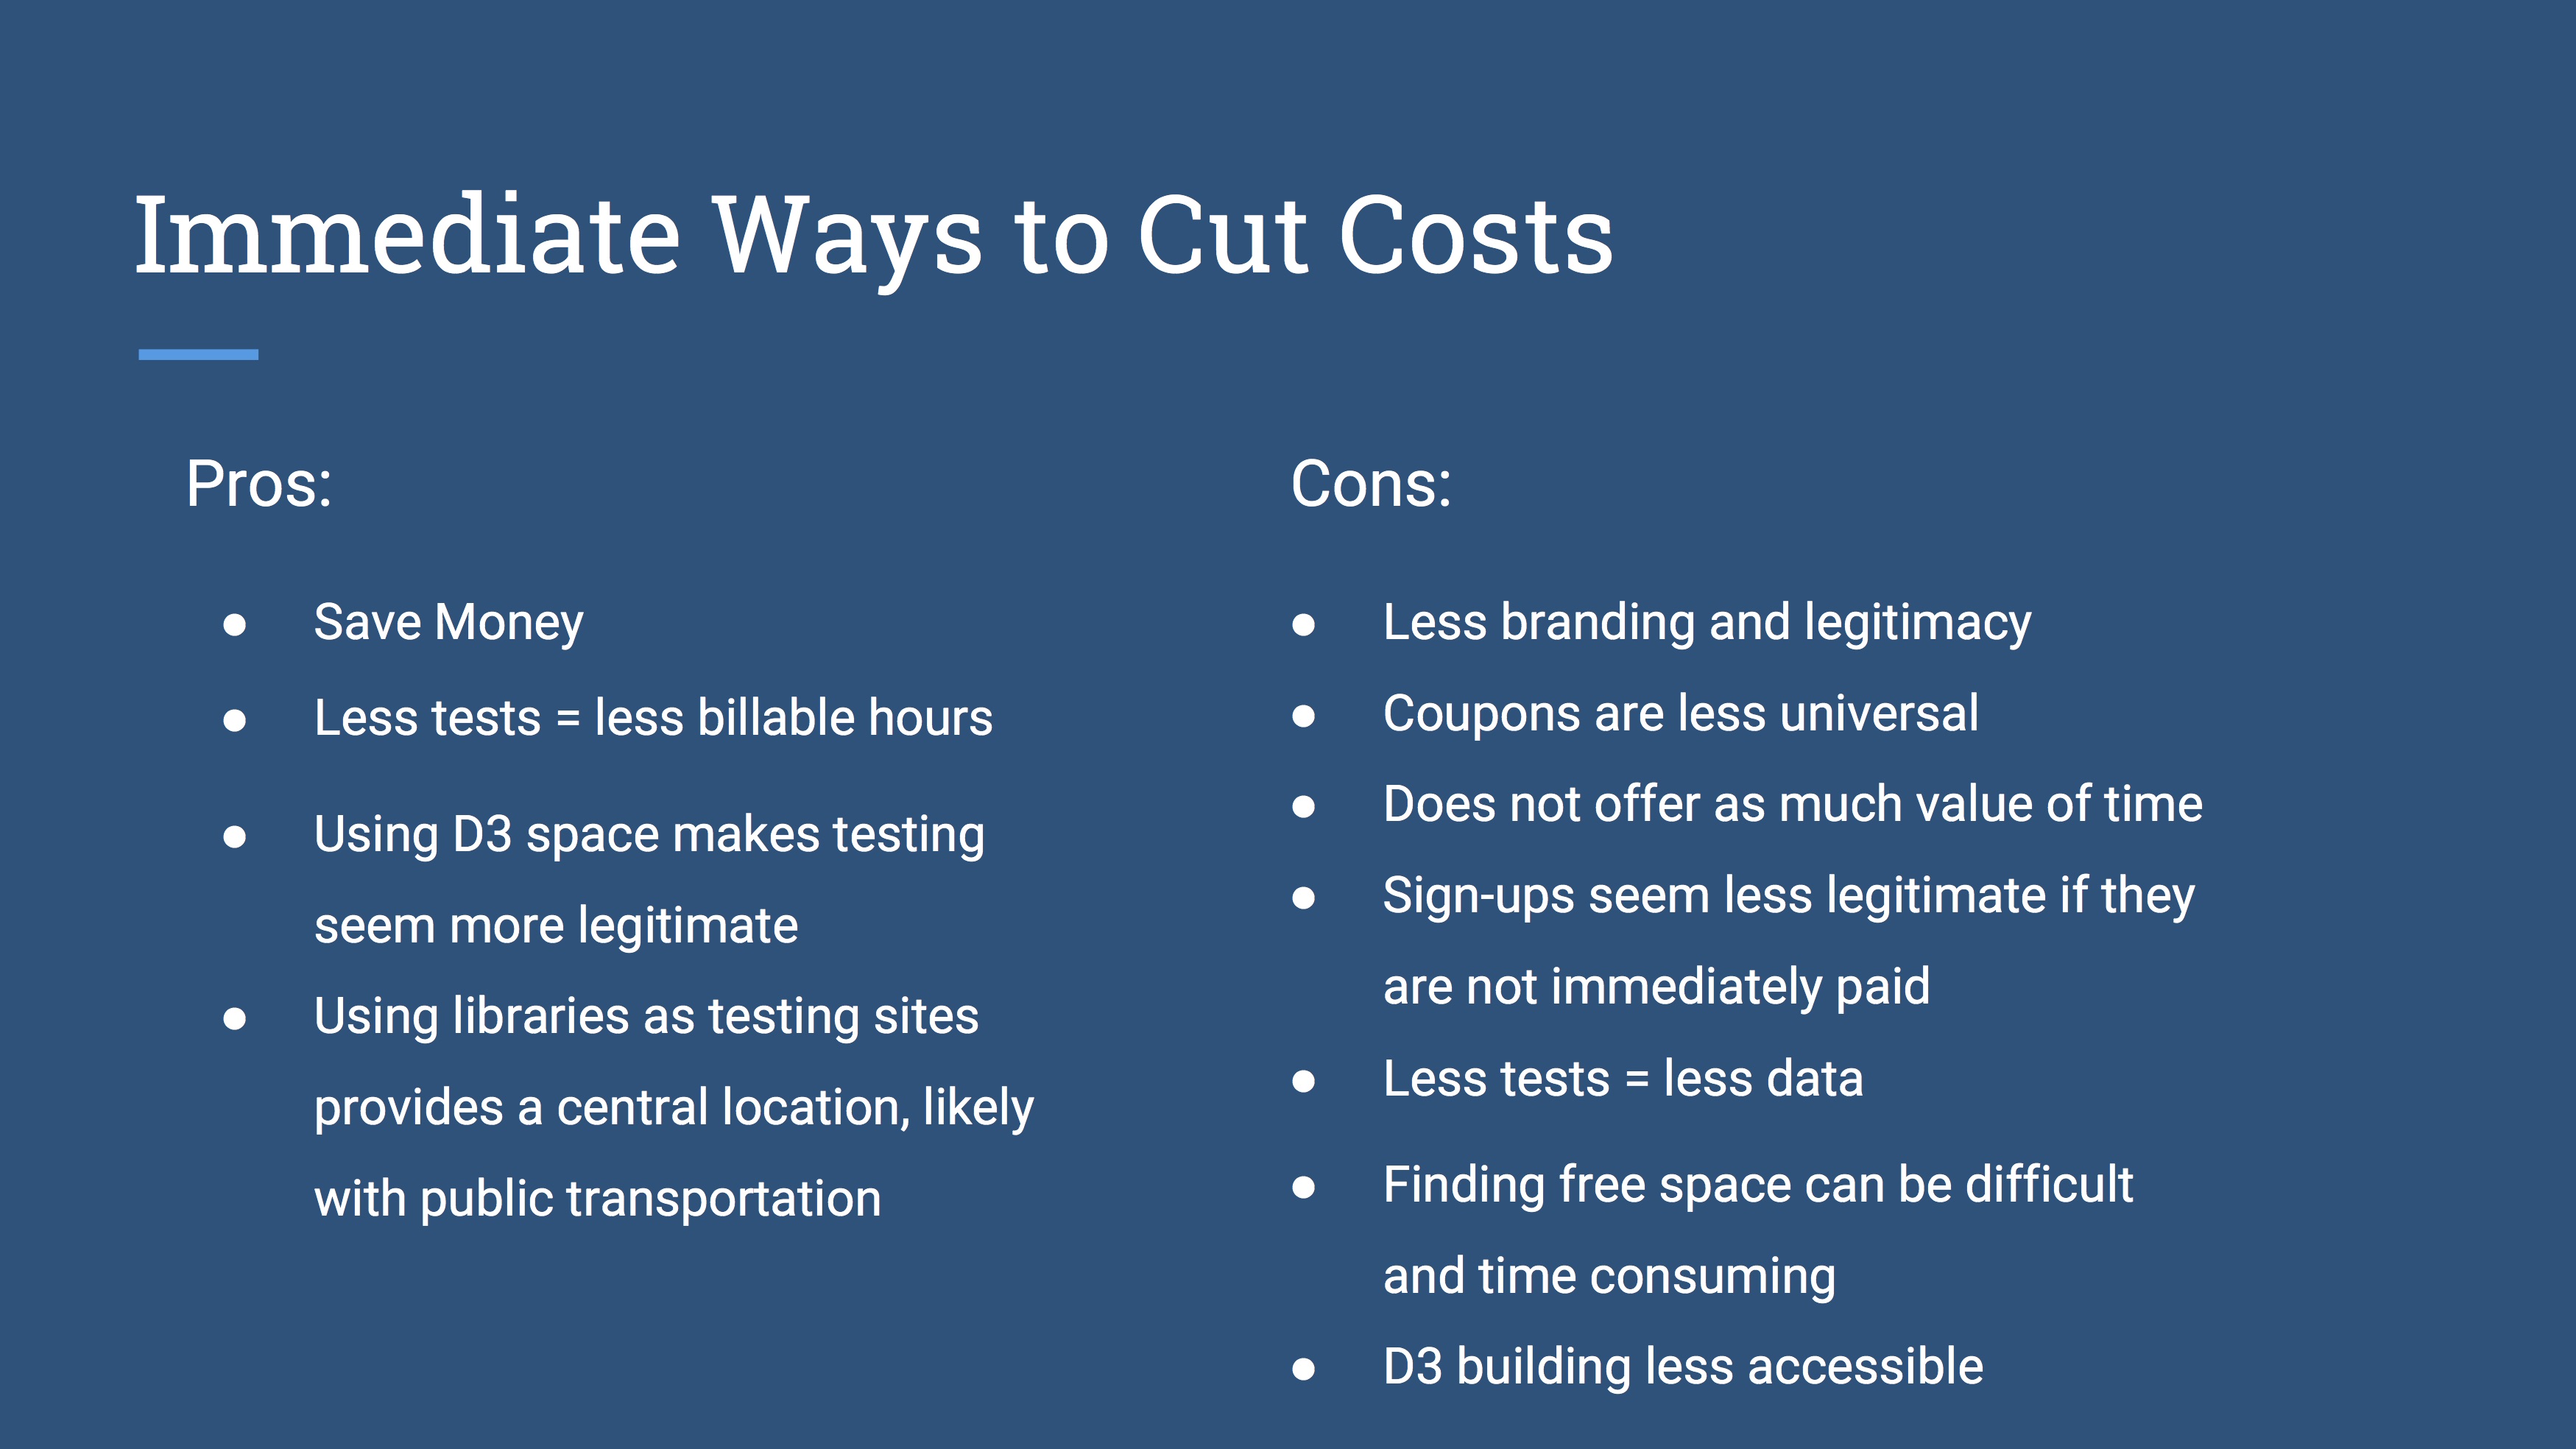 Immediate Ways to Cut Costs
Pros:
● Save Money
● Less tests = less billable hours
● Using D3 space makes testing
seem more legitimate
● Using libraries as testing sites
provides a central location, likely
with public transportation
Cons:
● Less branding and legitimacy
● Coupons are less universal
● Does not offer as much value of time
● Sign-ups seem less legitimate if they
are not immediately paid
● Less tests = less data
● Finding free space can be difficult
and time consuming
● D3 building less accessible